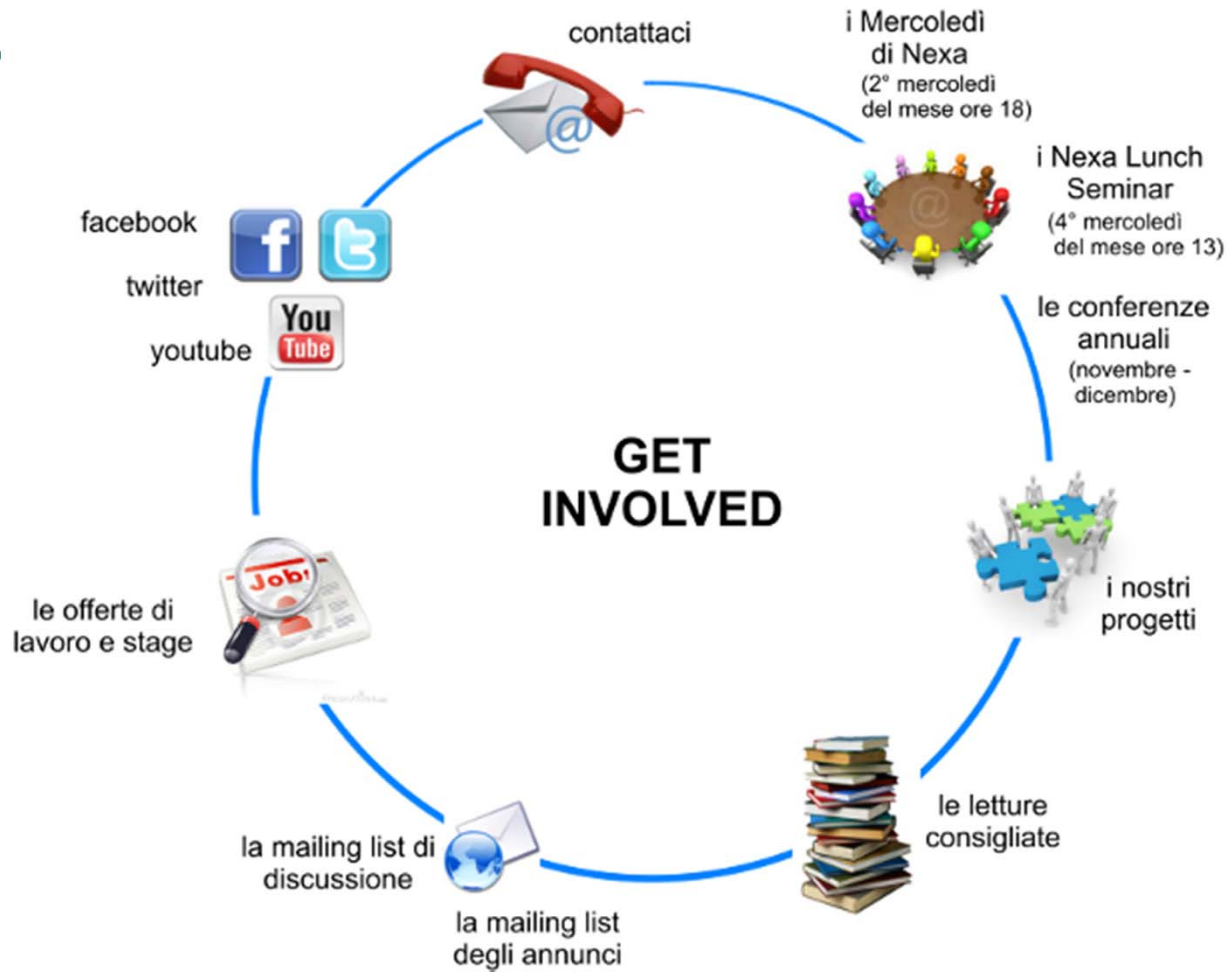 contattaci
i Mercoledì
di Nexa
(2° mercoledì
del mese ore 18)
i Nexa Lunch
Seminar
(4° mercoledì
del mese ore 13)
le conferenze
annuali
(novembre -
dicembre)
i nostri
progetti
le letture
consigliate
la mailing list
degli annunci
la mailing list di
discussione
le offerte di
lavoro e stage
Job
facebook
twitter
youtube
f
t
You
Tube
@
@
GET
INVOLVED